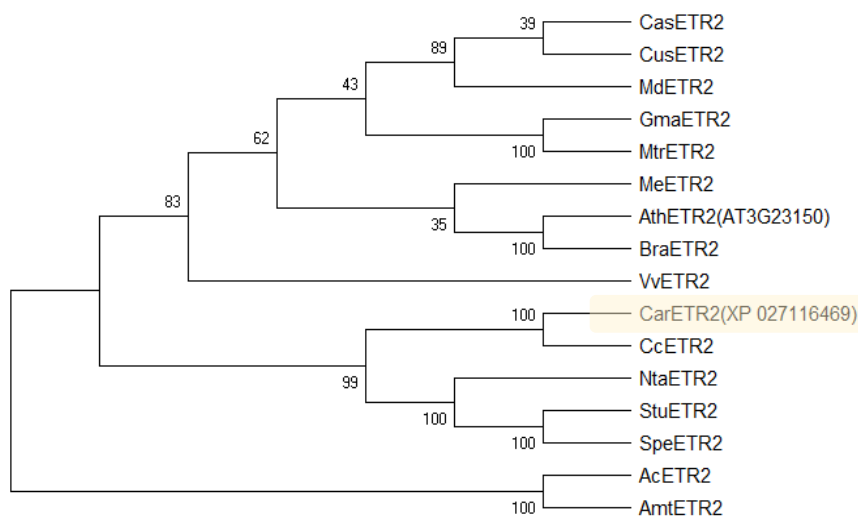 39
CasETR2
89
CusETR2
43
MdETR2
GmaETR2
62
100
MtrETR2
MeETR2
83
35
AthETR2(AT3G23150)
100
BraETR2
VvETR2
100
CarETR2(XP 027116469)
CcETR2
99
NtaETR2
100
StuETR2
100
SpeETR2
AcETR2
100
AmtETR2